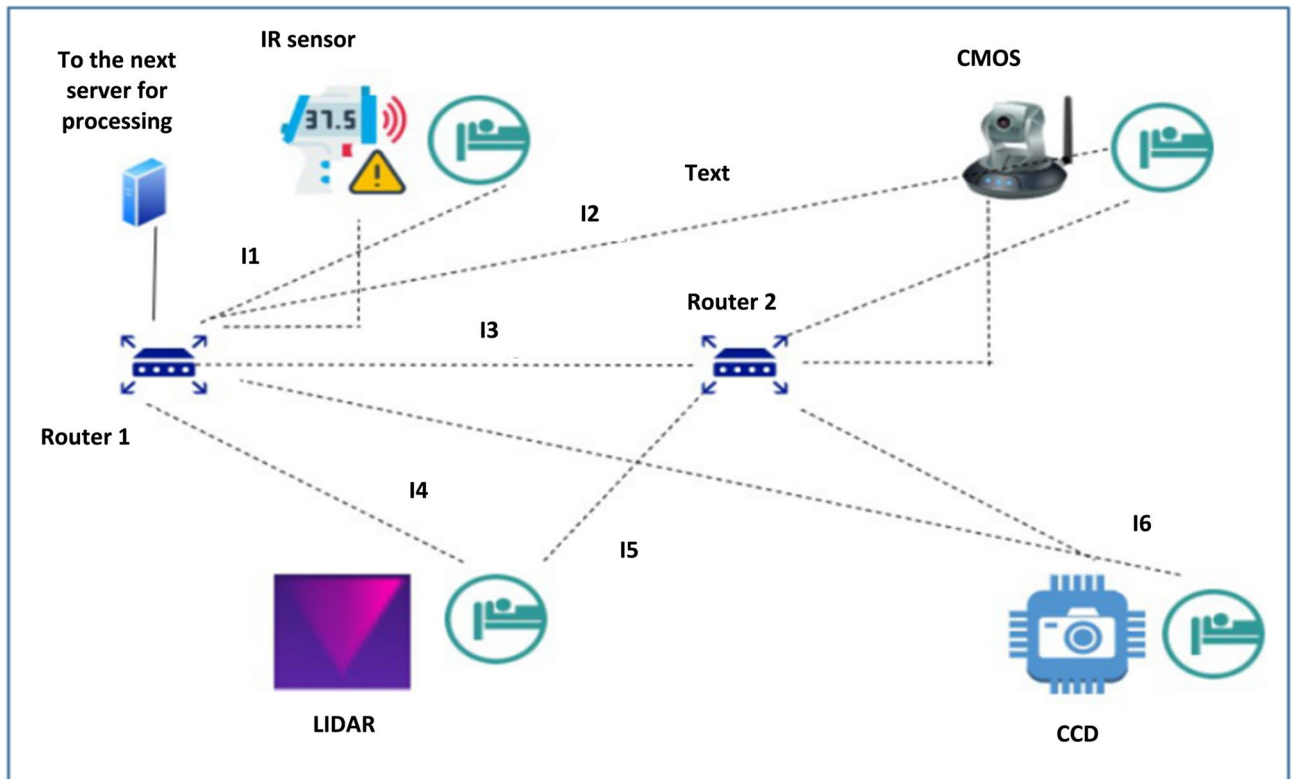 To the next
server for
processing
IR sensor
37.5
CMOS
Text
I1
I2
Router 2
I3
Router 1
I4
I5
I6
LIDAR
CCD